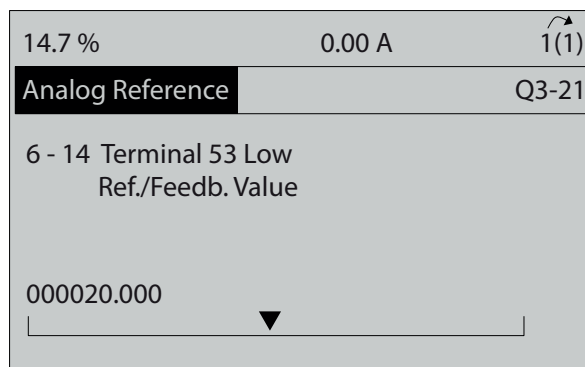 14.7 % 0.00 A 1(1)
Analog Reference Q3-21
6 - 14 Terminal 53 Low
Ref./Feedb. Value
000020.000